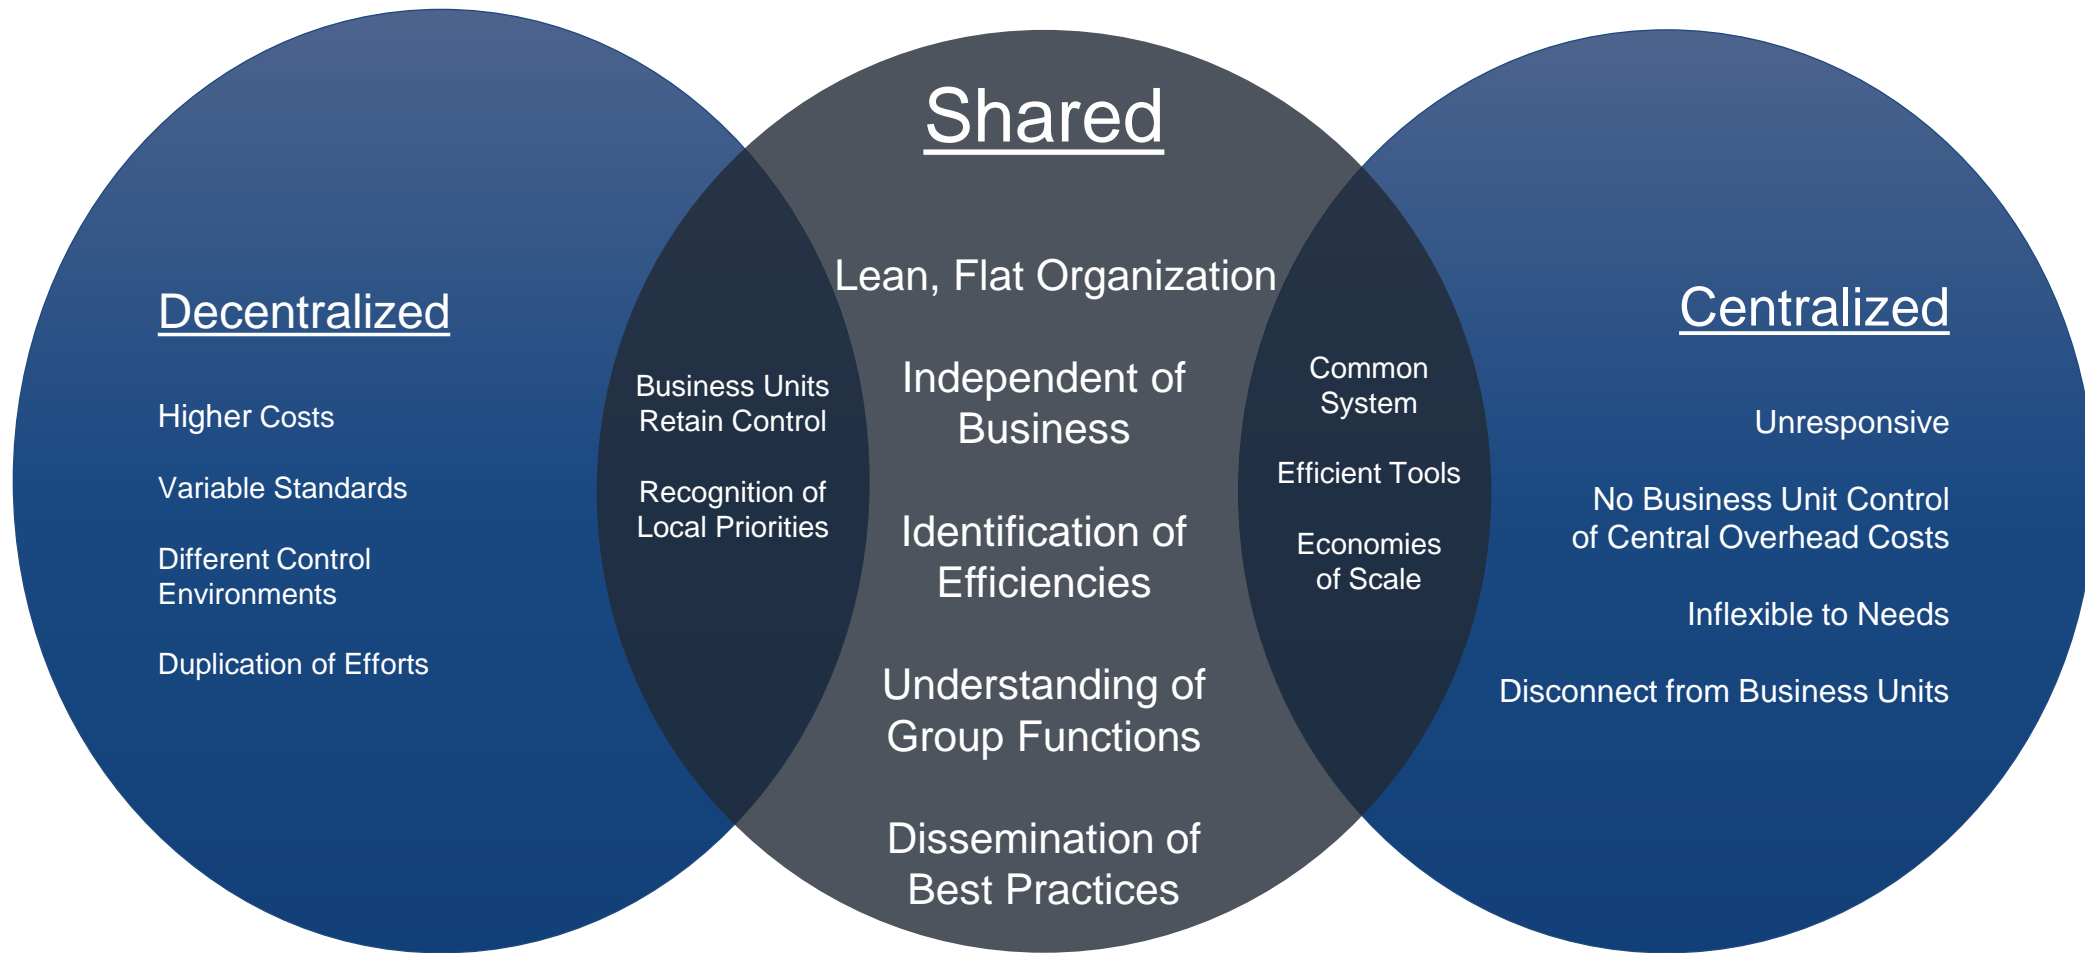 Decentralized
Higher Costs
Variable Standards
Different Control
Environments
Duplication of Efforts
Business Units
Retain Control
Recognition of
Local Priorities
Shared
Lean, Flat Organization
Independent of
Business
Identification of
Efficiencies
Understanding of
Group Functions
Dissemination of
Best Practices
Common
System
Efficient Tools
Economies
of Scale
Centralized
Unresponsive
No Business Unit Control
of Central Overhead Costs
Inflexible to Needs
Disconnect from Business Units